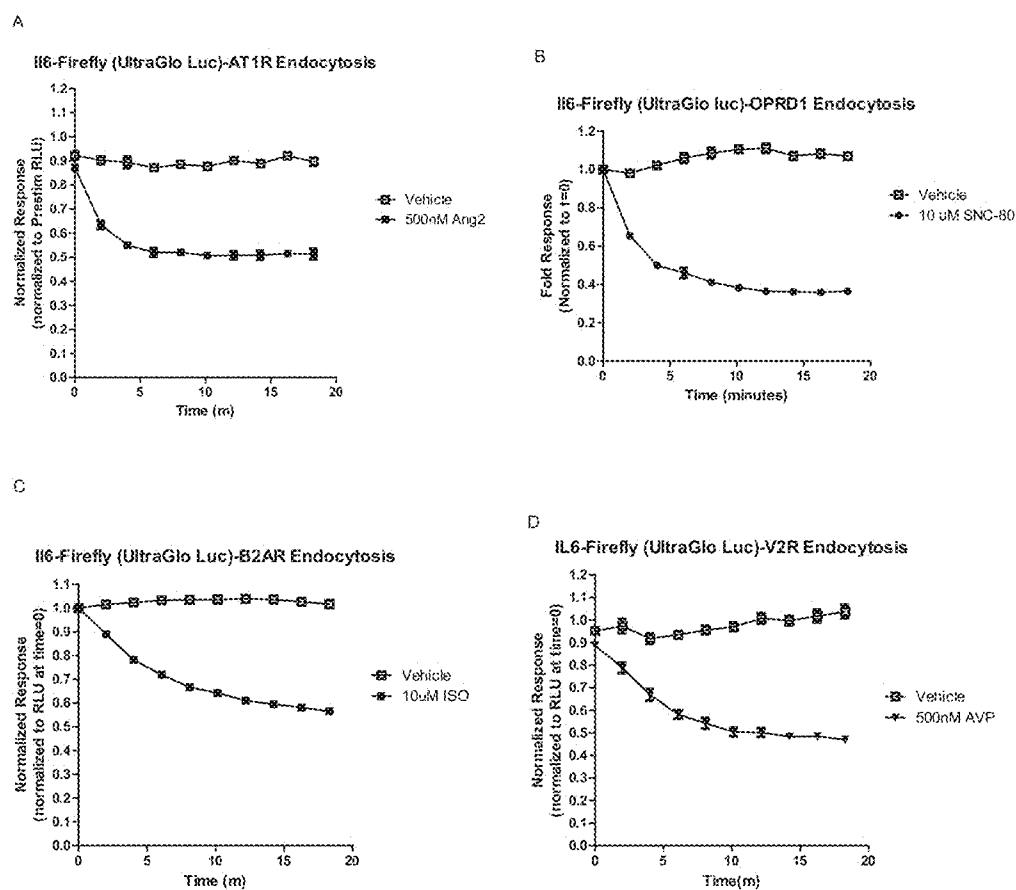 A
Il6-Firefly (UltraGlo Luc)-AT1R Endocytosis
Normalized Response
(normalized to Prestim RLU)
1.2
1.1
1.0
0.9
0.8
0.7
0.6
0.5
0.4
0.3
0.2
0.1
0.0
0 5 10 15 20
Time (m)
Vehicle
500nM Ang2
B
Il6-Firefly (UltraGlo luc)-OPRD1 Endocytosis
Fold Response
(Normalized to t=0)
1.2
1.0
0.8
0.6
0.4
0.2
0.0
0 5 10 15 20
Time (minutes)
Vehicle
10 uM SNC-80
C
Il6-Firefly (UltraGlo Luc)-B2AR Endocytosis
Normalized Response
(normalized to RLU at time=0)
1.1
1.0
0.9
0.8
0.7
0.6
0.5
0.4
0.3
0.2
0.1
0.0
0 5 10 15 20
Time (m)
Vehicle
10uM ISO
D
IL6-Firefly (UltraGlo Luc)-V2R Endocytosis
Normalized Response
(normalized to RLU at time=0)
1.2
1.1
1.0
0.9
0.8
0.7
0.6
0.5
0.4
0.3
0.2
0.1
0.0
0 5 10 15 20
Time(m)
Vehicle
500nM AVP